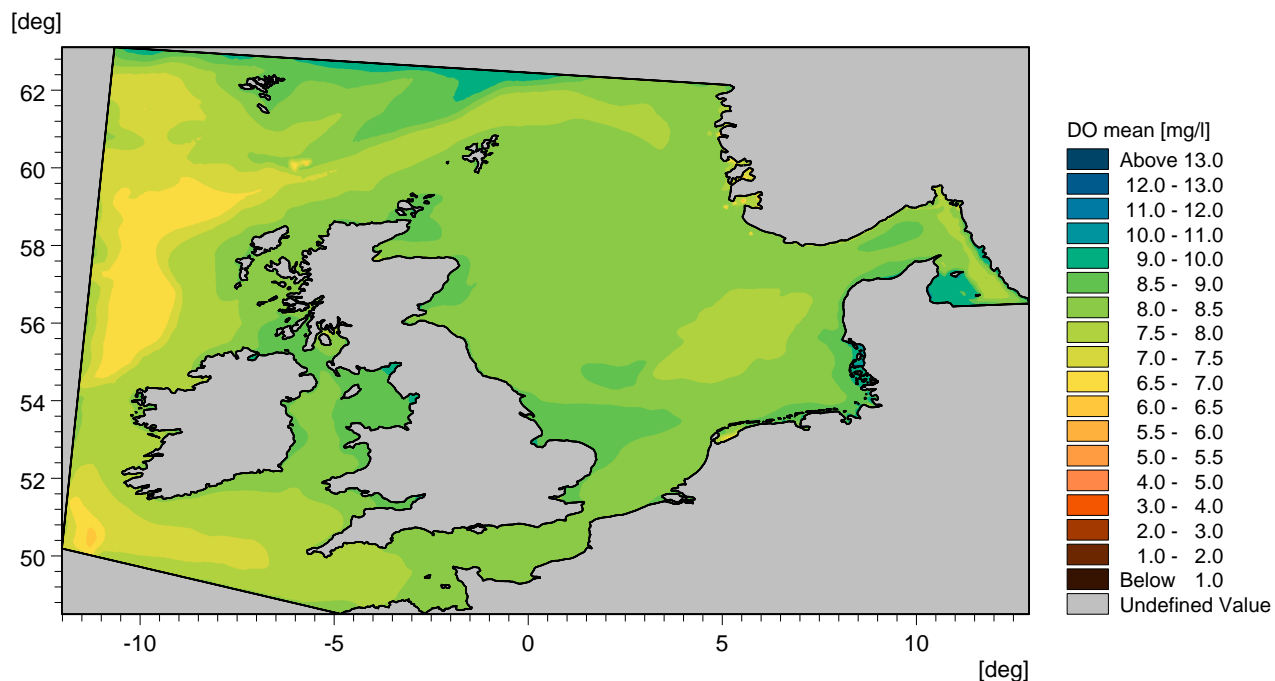 [deg]
62
60
58
56
54
52
50
-10
-5
0
5
10
[deg]
DO mean [mg/l]
Above 13.0
12.0 - 13.0
11.0 - 12.0
10.0 - 11.0
9.0 - 10.0
8.5 - 9.0
8.0 - 8.5
7.5 - 8.0
7.0 - 7.5
6.5 - 7.0
6.0 - 6.5
5.5 - 6.0
5.0 - 5.5
4.0 - 5.0
3.0 - 4.0
2.0 - 3.0
1.0 - 2.0
Below 1.0
Undefined Value